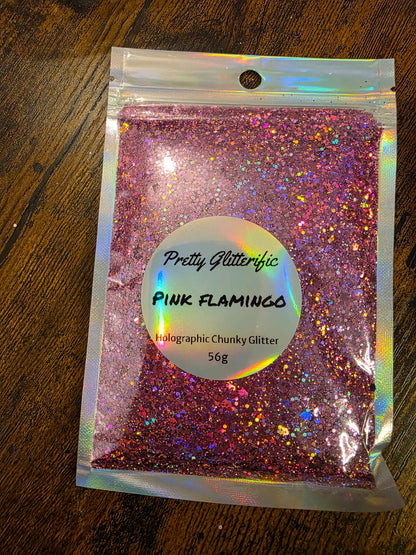 Pretty Glitterific
Pink Flamingo
Holographic Chunky Glitter
56g